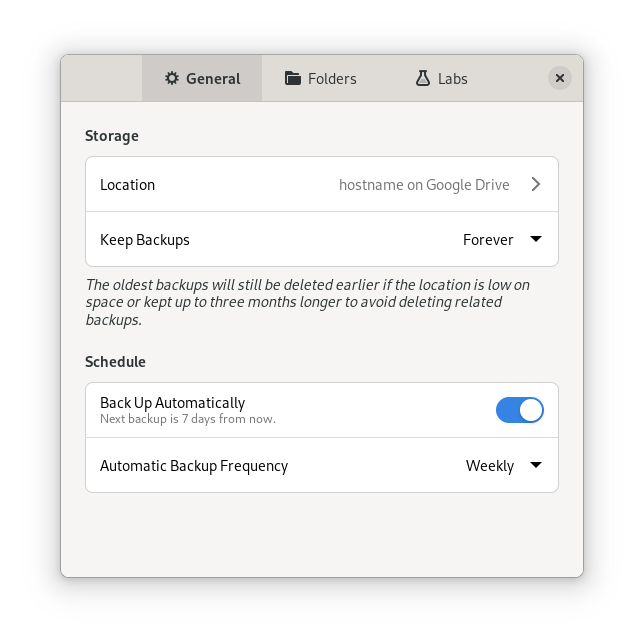 General
Folders
Labs
Storage
Location
hostname on Google Drive
Keep Backups
Forever
The oldest backups will still be deleted earlier if the location is low on
space or kept up to three months longer to avoid deleting related
backups.
Schedule
Back Up Automatically
Next backup is 7 days from now.
Automatic Backup Frequency
Weekly